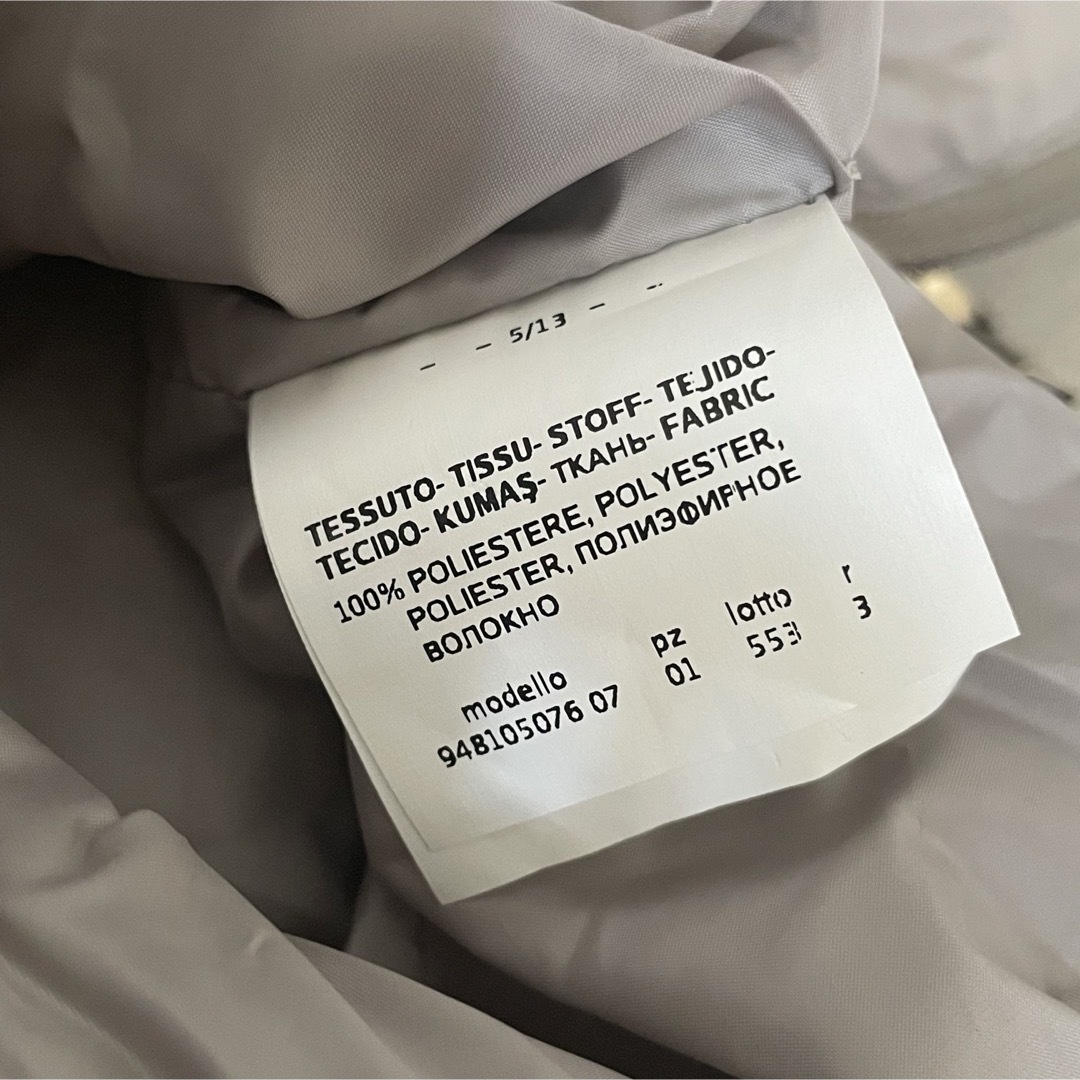 - - 5/13 - -
TESSUTO- TISSU- STOFF- TEJIDO-
TECIDO- KUMAŞ- ТКАНЬ- FABRIC
100% POLIESTERE, POLYESTER,
POLIESTER, ПОЛИЭФИРНОЕ
ВОЛОКНО
modello pz lotto r
948105076 07 01 553 3